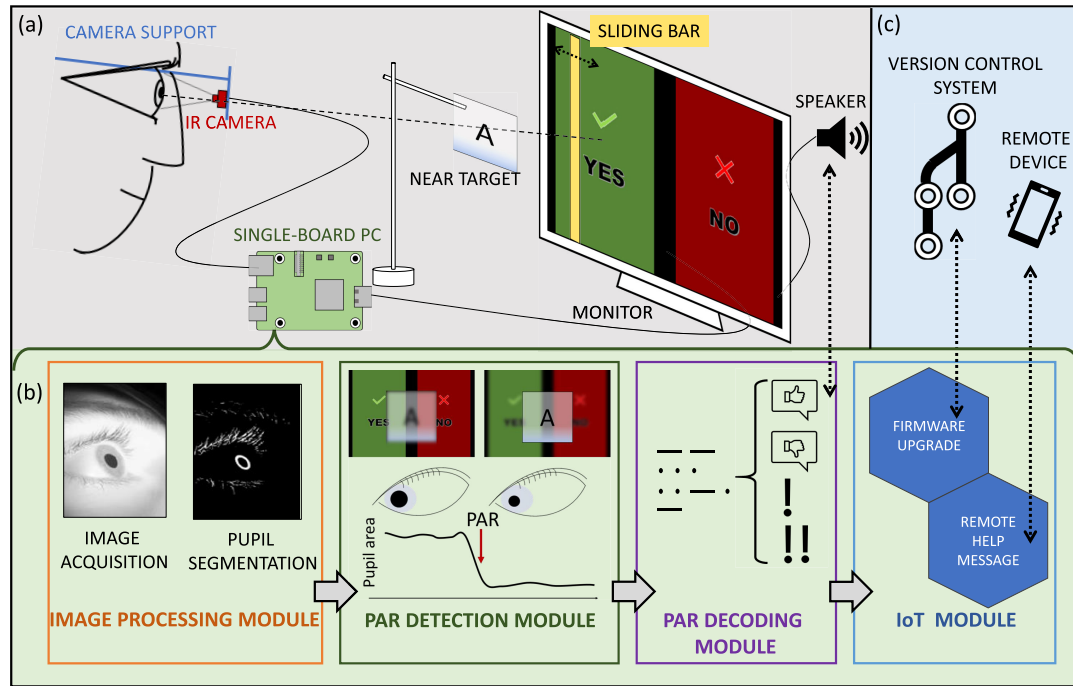 (a)
CAMERA SUPPORT
IR CAMERA
A
NEAR TARGET
SLIDING BAR
YES
NO
SPEAKER
SINGLE-BOARD PC
MONITOR
(c)
VERSION CONTROL
SYSTEM
REMOTE
DEVICE
(b)
IMAGE
ACQUISITION
PUPIL
SEGMENTATION
IMAGE PROCESSING MODULE
YES A NO
YES A NO
PAR
Pupil area
PAR DETECTION MODULE
!
!!
PAR DECODING
MODULE
FIRMWARE
UPGRADE
REMOTE
HELP
MESSAGE
IoT MODULE